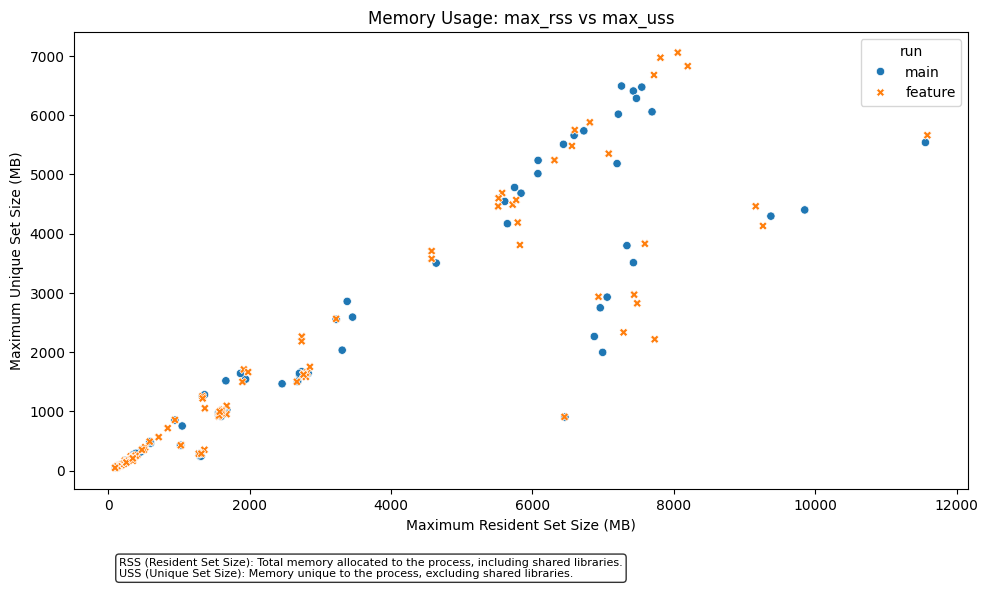 Memory Usage: max_rss vs max_uss
run
main
feature
7000
6000
5000
4000
3000
2000
1000
0
Maximum Unique Set Size (MB)
0 2000 4000 6000 8000 10000 12000
Maximum Resident Set Size (MB)
RSS (Resident Set Size): Total memory allocated to the process, including shared libraries.
USS (Unique Set Size): Memory unique to the process, excluding shared libraries.